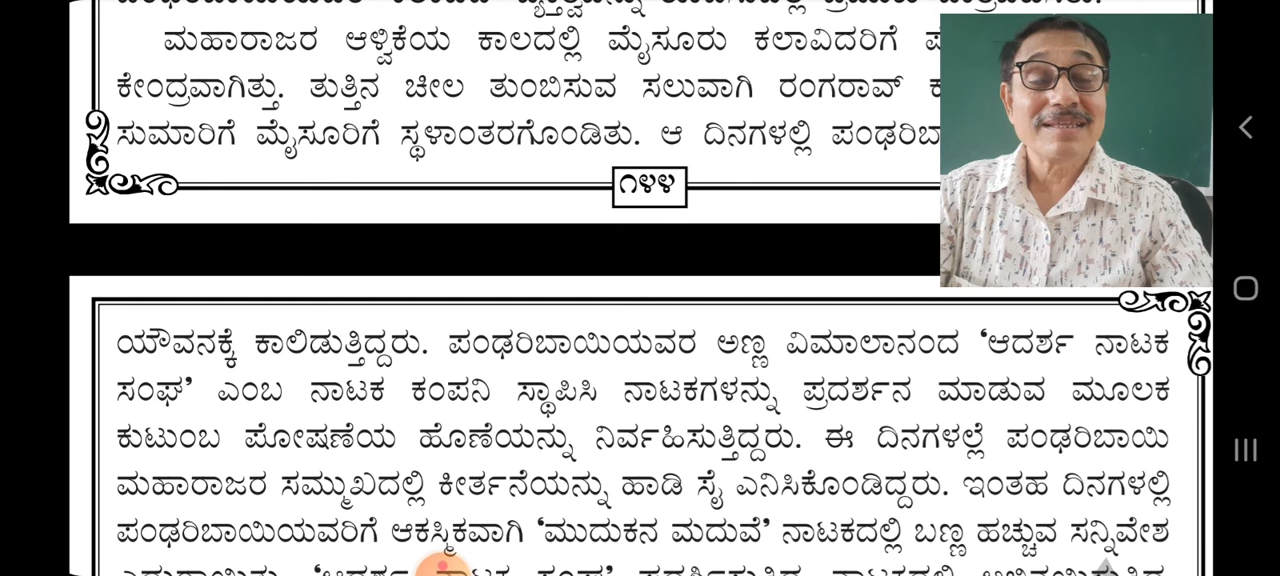 ಮಹಾರಾಜರ ಆಳ್ವಿಕೆಯ ಕಾಲದಲ್ಲಿ ಮೈಸೂರು ಕಲಾವಿದರಿಗೆ
ಕೇಂದ್ರವಾಗಿತ್ತು. ತುತ್ತಿನ ಚೀಲ ತುಂಬಿಸುವ ಸಲುವಾಗಿ ರಂಗರಾವ್
ಸುಮಾರಿಗೆ ಮೈಸೂರಿಗೆ ಸ್ಥಳಾಂತರಗೊಂಡಿತು. ಆ ದಿನಗಳಲ್ಲಿ ಪಂಢರಿಬಾ
೧೪೪
ಯೌವನಕ್ಕೆ ಕಾಲಿಡುತ್ತಿದ್ದರು. ಪಂಢರಿಬಾಯಿಯವರ ಅಣ್ಣ ವಿಮಾಲಾನಂದ ‘ಆದರ್ಶ ನಾಟಕ
ಸಂಘ’ ಎಂಬ ನಾಟಕ ಕಂಪನಿ ಸ್ಥಾಪಿಸಿ ನಾಟಕಗಳನ್ನು ಪ್ರದರ್ಶನ ಮಾಡುವ ಮೂಲಕ
ಕುಟುಂಬ ಪೋಷಣೆಯ ಹೊಣೆಯನ್ನು ನಿರ್ವಹಿಸುತ್ತಿದ್ದರು. ಈ ದಿನಗಳಲ್ಲೆ ಪಂಢರಿಬಾಯಿ
ಮಹಾರಾಜರ ಸಮ್ಮುಖದಲ್ಲಿ ಕೀರ್ತನೆಯನ್ನು ಹಾಡಿ ಸೈ ಎನಿಸಿಕೊಂಡಿದ್ದರು. ಇಂತಹ ದಿನಗಳಲ್ಲಿ
ಪಂಢರಿಬಾಯಿಯವರಿಗೆ ಆಕಸ್ಮಿಕವಾಗಿ ‘ಮುದುಕನ ಮದುವೆ’ ನಾಟಕದಲ್ಲಿ ಬಣ್ಣ ಹಚ್ಚುವ ಸನ್ನಿವೇಶ